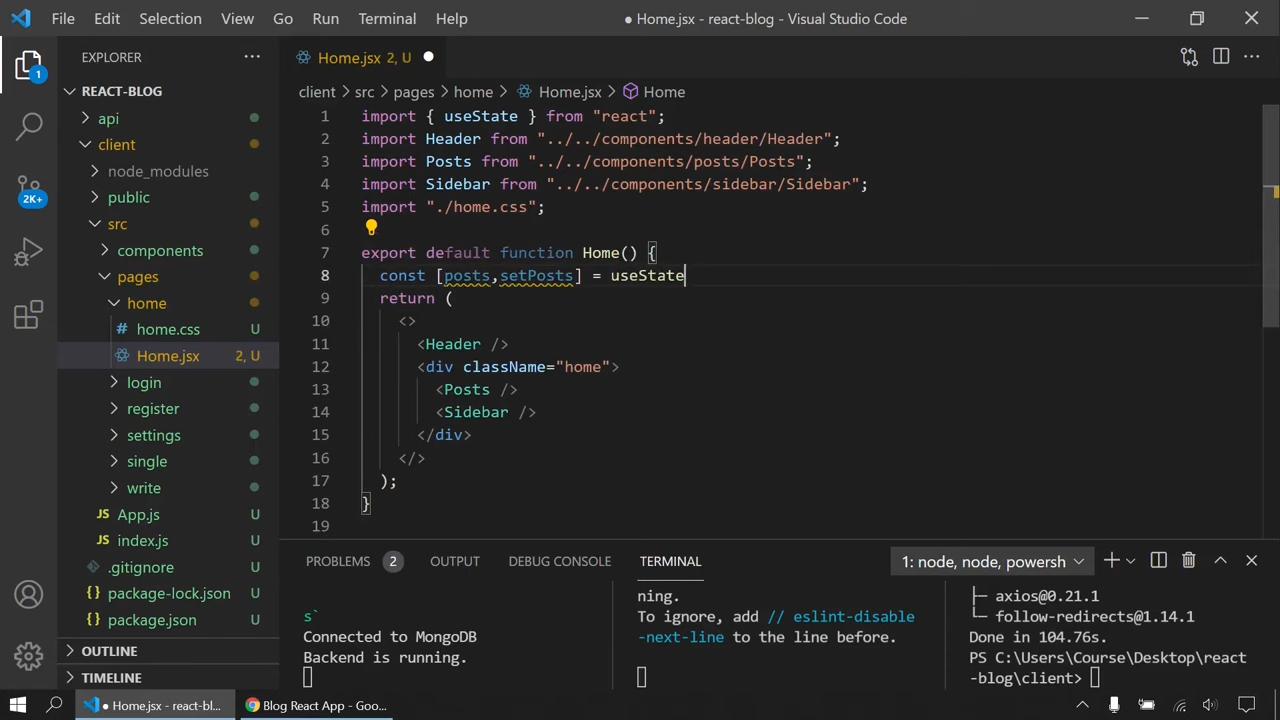 File Edit Selection View Go Run Terminal Help
● Home.jsx - react-blog - Visual Studio Code
EXPLORER
1
2K+
REACT-BLOG
api
client
node_modules
public
src
components
pages
home
# home.css U
Home.jsx 2, U
login
register
settings
single
write
JS App.js U
JS index.js U
.gitignore U
{} package-lock.json U
{} package.json U
OUTLINE
TIMELINE
Home.jsx 2, U
client > src > pages > home > Home.jsx > Home
1 import { useState } from "react";
2 import Header from "../../components/header/Header";
3 import Posts from "../../components/posts/Posts";
4 import Sidebar from "../../components/sidebar/Sidebar";
5 import "./home.css";
6
7 export default function Home() {
8 const [posts,setPosts] = useState
9 return (
10 <>
11 <Header />
12 <div className="home">
13 <Posts />
14 <Sidebar />
15 </div>
16 </>
17 );
18 }
19
PROBLEMS 2 OUTPUT DEBUG CONSOLE TERMINAL
1: node, node, powersh
s`
Connected to MongoDB
Backend is running.
ning.
To ignore, add // eslint-disable
-next-line to the line before.
├─ axios@0.21.1
└─ follow-redirects@1.14.1
Done in 104.76s.
PS C:\Users\Course\Desktop\react
-blog\client>
● Home.jsx - react-bl...
Blog React App - Goo...